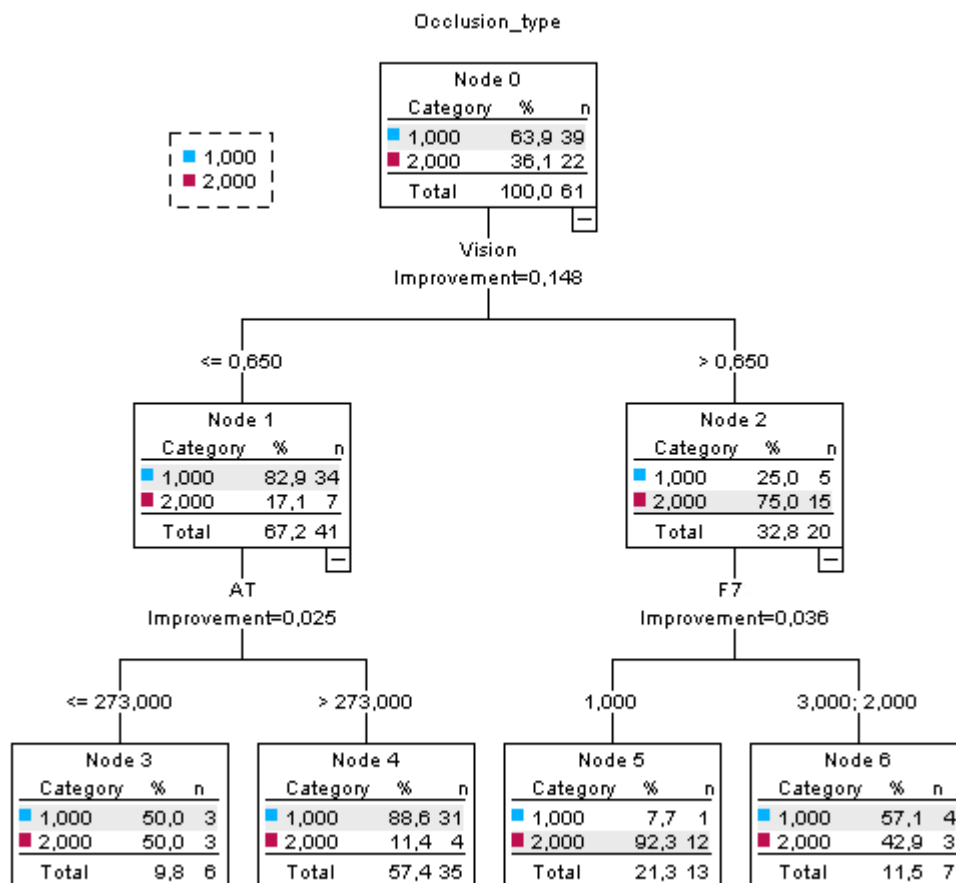 Occlusion_type
Node 0
Category % n
1,000 63,9 39
2,000 36,1 22
Total 100,0 61
1,000
2,000
Vision
Improvement=0,148
<= 0,650
> 0,650
Node 1
Category % n
1,000 82,9 34
2,000 17,1 7
Total 67,2 41
Node 2
Category % n
1,000 25,0 5
2,000 75,0 15
Total 32,8 20
AT
Improvement=0,025
F7
Improvement=0,036
<= 273,000
> 273,000
1,000
3,000; 2,000
Node 3
Category % n
1,000 50,0 3
2,000 50,0 3
Total 9,8 6
Node 4
Category % n
1,000 88,6 31
2,000 11,4 4
Total 57,4 35
Node 5
Category % n
1,000 7,7 1
2,000 92,3 12
Total 21,3 13
Node 6
Category % n
1,000 57,1 4
2,000 42,9 3
Total 11,5 7